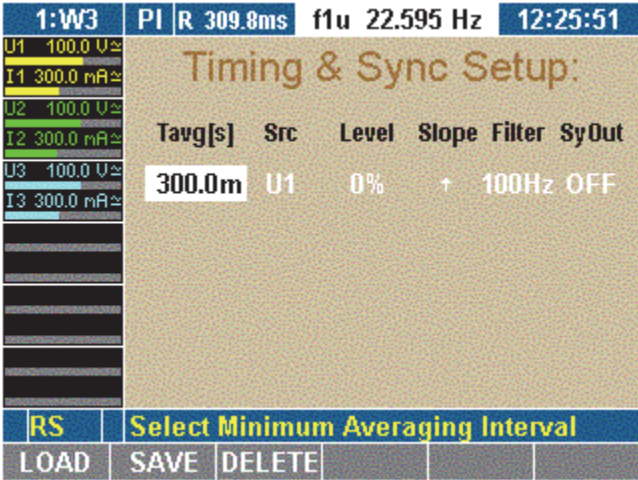 1:W3 PI R 309.8ms f1u 22.595 Hz 12:25:51
U1 100.0 V≃
I1 300.0 mA≃
U2 100.0 V≃
I2 300.0 mA≃
U3 100.0 V≃
I3 300.0 mA≃
Timing & Sync Setup:
Tavg[s] Src Level Slope Filter SyOut
300.0m U1 0% ↑ 100Hz OFF
RS Select Minimum Averaging Interval
LOAD SAVE DELETE